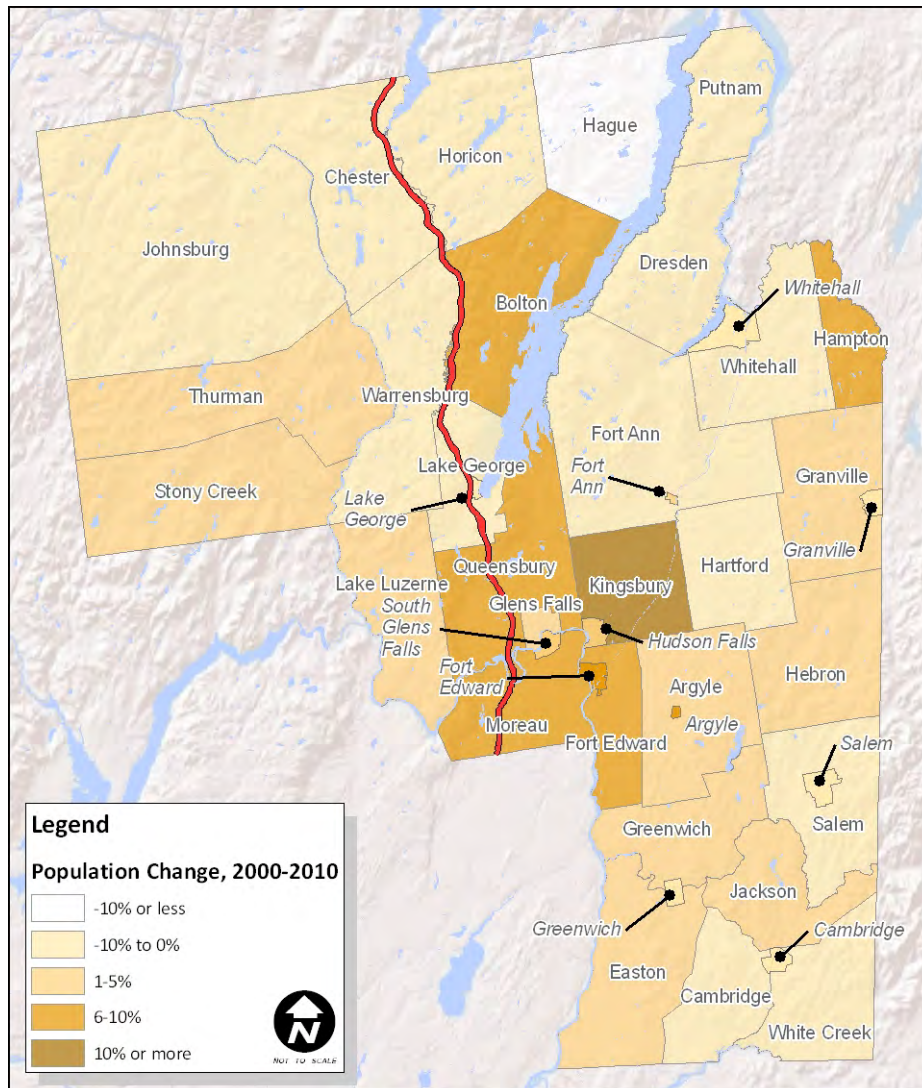 Putnam
Hague
Horicon
Chester
Johnsburg
Dresden
Whitehall
Bolton
Hampton
Whitehall
Thurman
Warrensburg
Fort Ann
Lake George
Fort
Ann
Granville
Stony Creek
Lake
George
Granville
Queensbury
Hartford
Lake Luzerne
Kingsbury
Glens Falls
South
Glens
Falls
Hudson Falls
Fort
Edward
Argyle
Hebron
Moreau
Argyle
Fort Edward
Salem
Greenwich
Salem
Jackson
Greenwich
Cambridge
Easton
Cambridge
White Creek
Legend
Population Change, 2000-2010
-10% or less
-10% to 0%
1-5%
6-10%
10% or more
N
NOT TO SCALE